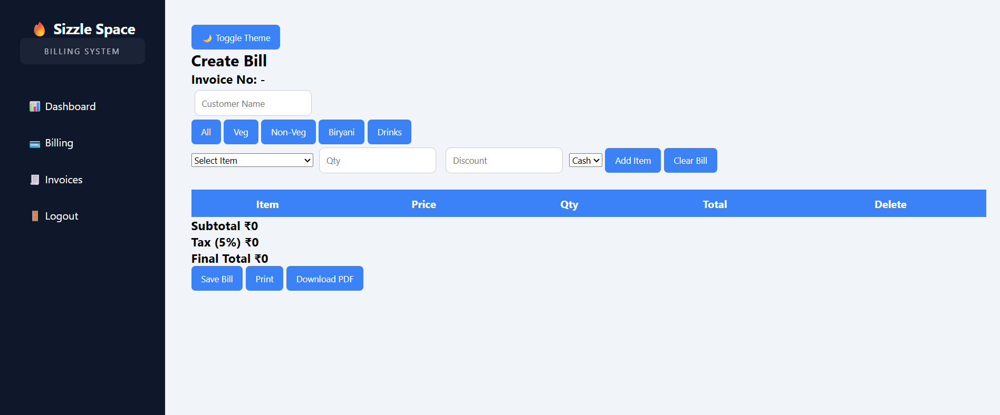 Sizzle Space
BILLING SYSTEM
Dashboard
Billing
Invoices
Logout
Toggle Theme
Create Bill
Invoice No: -
Customer Name
All Veg Non-Veg Biryani Drinks
Select Item Qty Discount Cash Add Item Clear Bill
Item Price Qty Total Delete
Subtotal ₹0
Tax (5%) ₹0
Final Total ₹0
Save Bill Print Download PDF